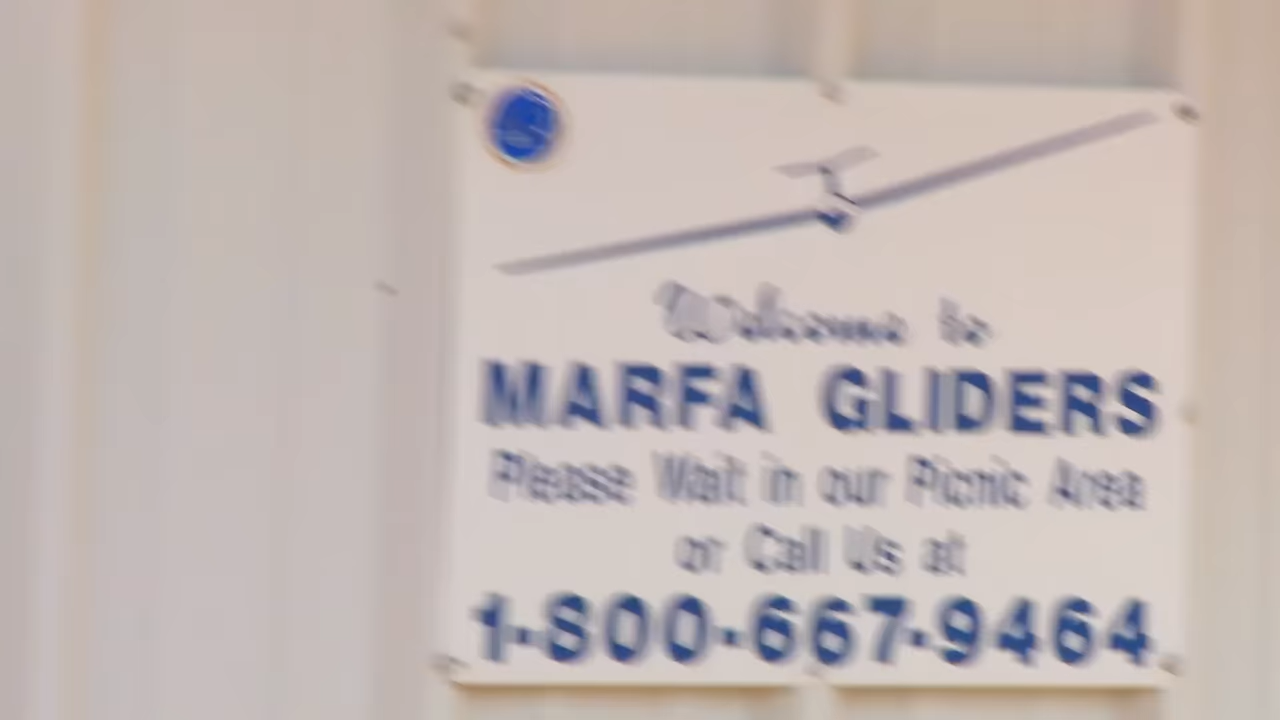 Welcome to
MARFA GLIDERS
Please Wait in our Picnic Area
or Call Us at
1-800-667-9464